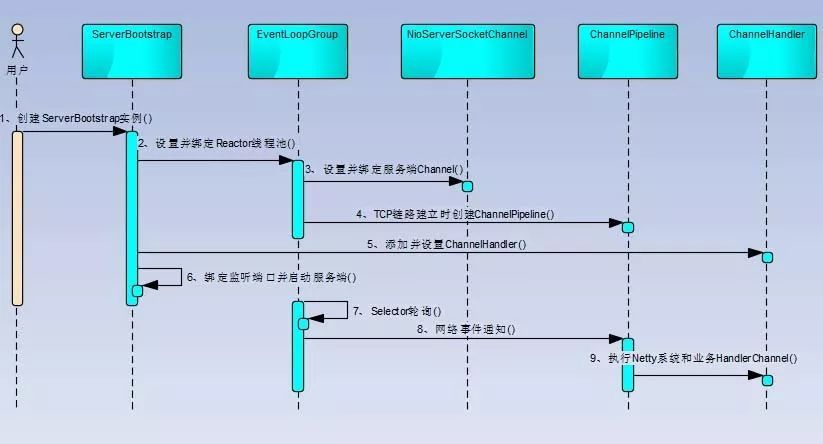 ServerBootstrap
EventLoopGroup
NioServerSocketChannel
ChannelPipeline
ChannelHandler
用户
1、创建ServerBootstrap实例()
2、设置并绑定Reactor线程池()
3、设置并绑定服务端Channel()
4、TCP链路建立时创建ChannelPipeline()
5、添加并设置ChannelHandler()
6、绑定监听端口并启动服务端()
7、Selector轮询()
8、网络事件通知()
9、执行Netty系统和业务HandlerChannel()